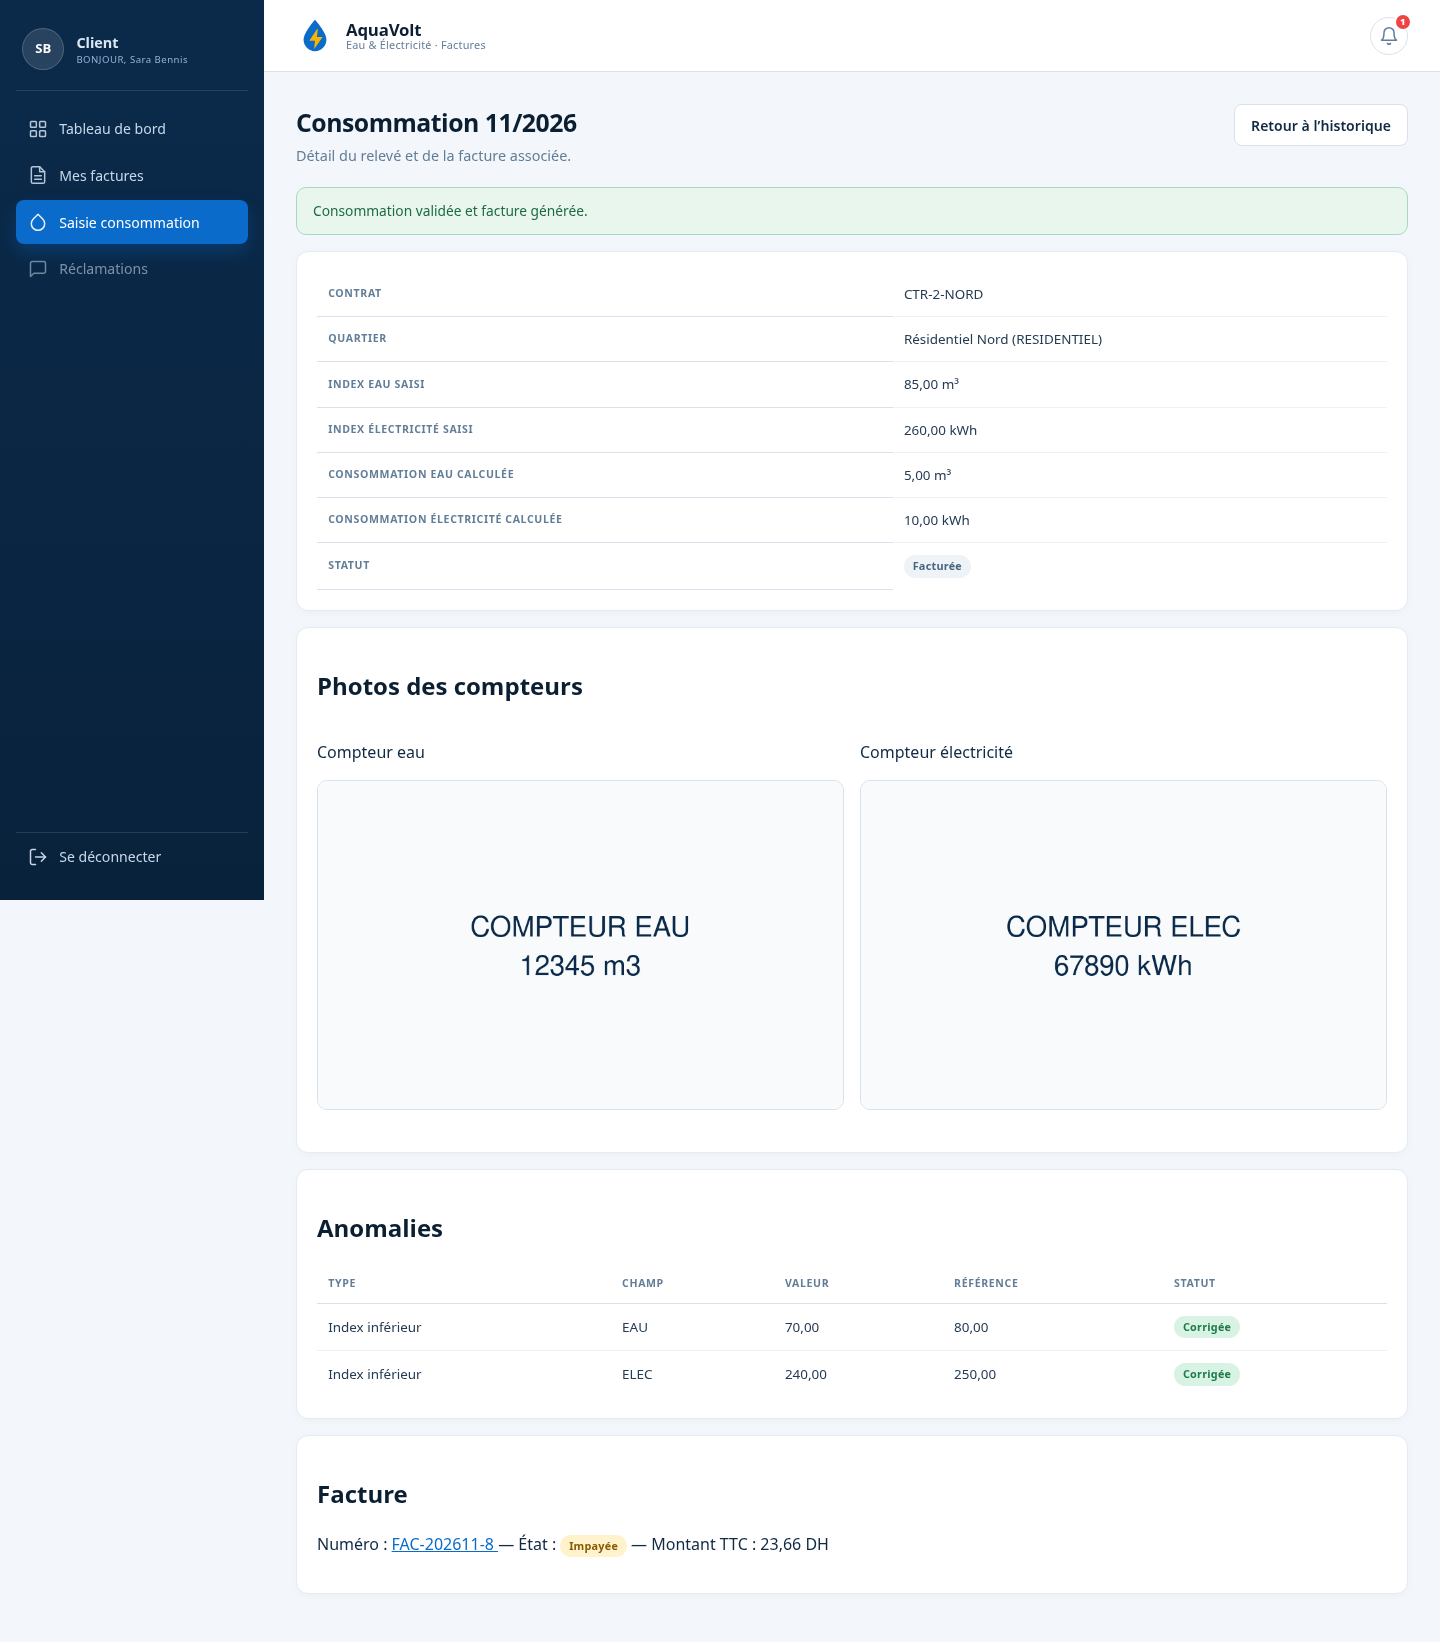 SB
Client
BONJOUR, Sara Bennis
Tableau de bord
Mes factures
Saisie consommation
Réclamations
Se déconnecter
AquaVolt
Eau & Électricité · Factures
1
Consommation 11/2026
Détail du relevé et de la facture associée.
Retour à l’historique
Consommation validée et facture générée.
CONTRAT CTR-2-NORD
QUARTIER Résidentiel Nord (RESIDENTIEL)
INDEX EAU SAISI 85,00 m³
INDEX ÉLECTRICITÉ SAISI 260,00 kWh
CONSOMMATION EAU CALCULÉE 5,00 m³
CONSOMMATION ÉLECTRICITÉ CALCULÉE 10,00 kWh
STATUT Facturée
Photos des compteurs
Compteur eau
COMPTEUR EAU
12345 m3
Compteur électricité
COMPTEUR ELEC
67890 kWh
Anomalies
TYPE CHAMP VALEUR RÉFÉRENCE STATUT
Index inférieur EAU 70,00 80,00 Corrigée
Index inférieur ELEC 240,00 250,00 Corrigée
Facture
Numéro : FAC-202611-8 — État : Impayée — Montant TTC : 23,66 DH